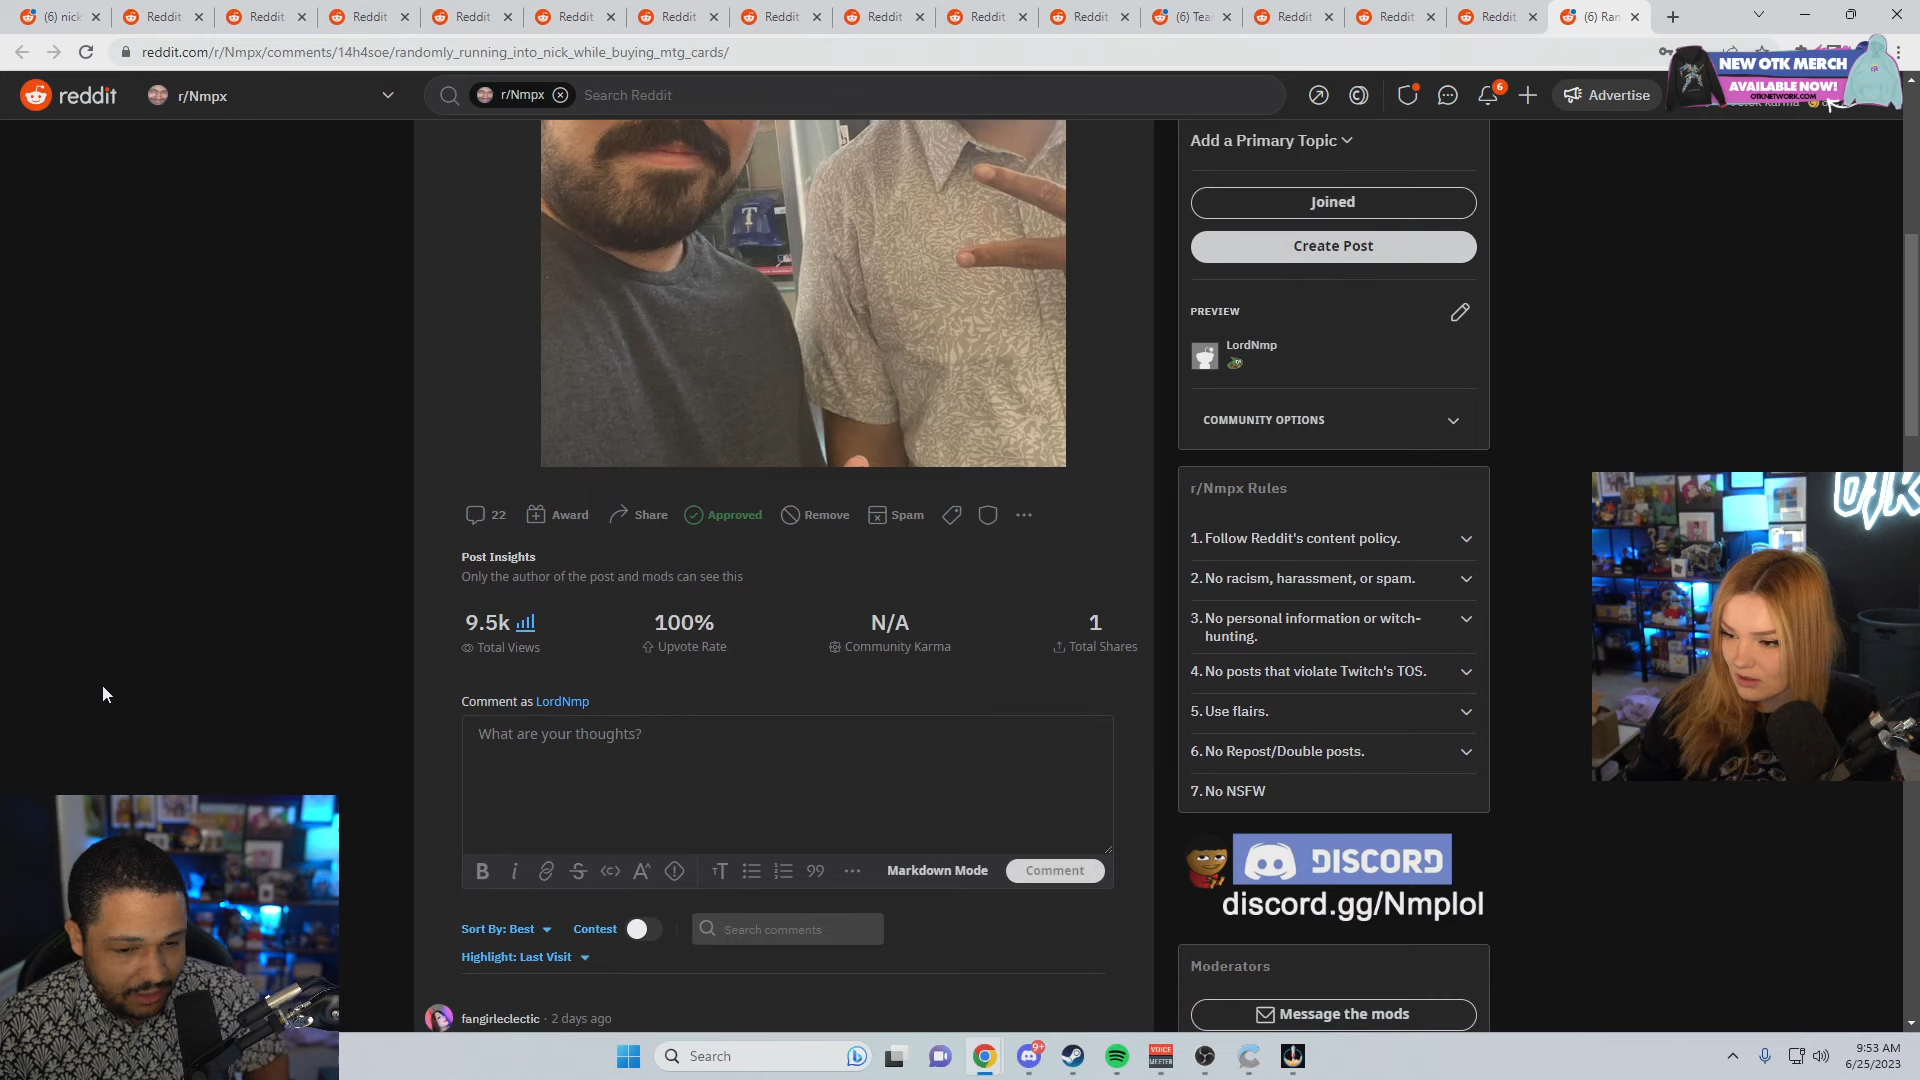 (6) nick
Reddit
Reddit
Reddit
Reddit
Reddit
Reddit
Reddit
Reddit
Reddit
Reddit
(6) Tea
Reddit
Reddit
Reddit
(6) Ran
reddit.com/r/Nmpx/comments/14h4soe/randomly_running_into_nick_while_buying_mtg_cards/
reddit
r/Nmpx
r/Nmpx
Search Reddit
6
Advertise
NEW OTK MERCH
AVAILABLE NOW!
OTKNETWORK.COM
T
Add a Primary Topic
Joined
Create Post
PREVIEW
LordNmp
COMMUNITY OPTIONS
r/Nmpx Rules
1. Follow Reddit's content policy.
2. No racism, harassment, or spam.
3. No personal information or witch-
hunting.
4. No posts that violate Twitch's TOS.
5. Use flairs.
6. No Repost/Double posts.
7. No NSFW
22
Award
Share
Approved
Remove
Spam
Post Insights
Only the author of the post and mods can see this
9.5k
100%
N/A
1
Total Views
Upvote Rate
Community Karma
Total Shares
Comment as LordNmp
What are your thoughts?
Markdown Mode
Comment
Sort By: Best
Contest
Search comments
Highlight: Last Visit
fangirleclectic · 2 days ago
DISCORD
discord.gg/Nmplol
Moderators
Message the mods
OTK
Search
9+
VOICE
MEETER
9:53 AM
6/25/2023